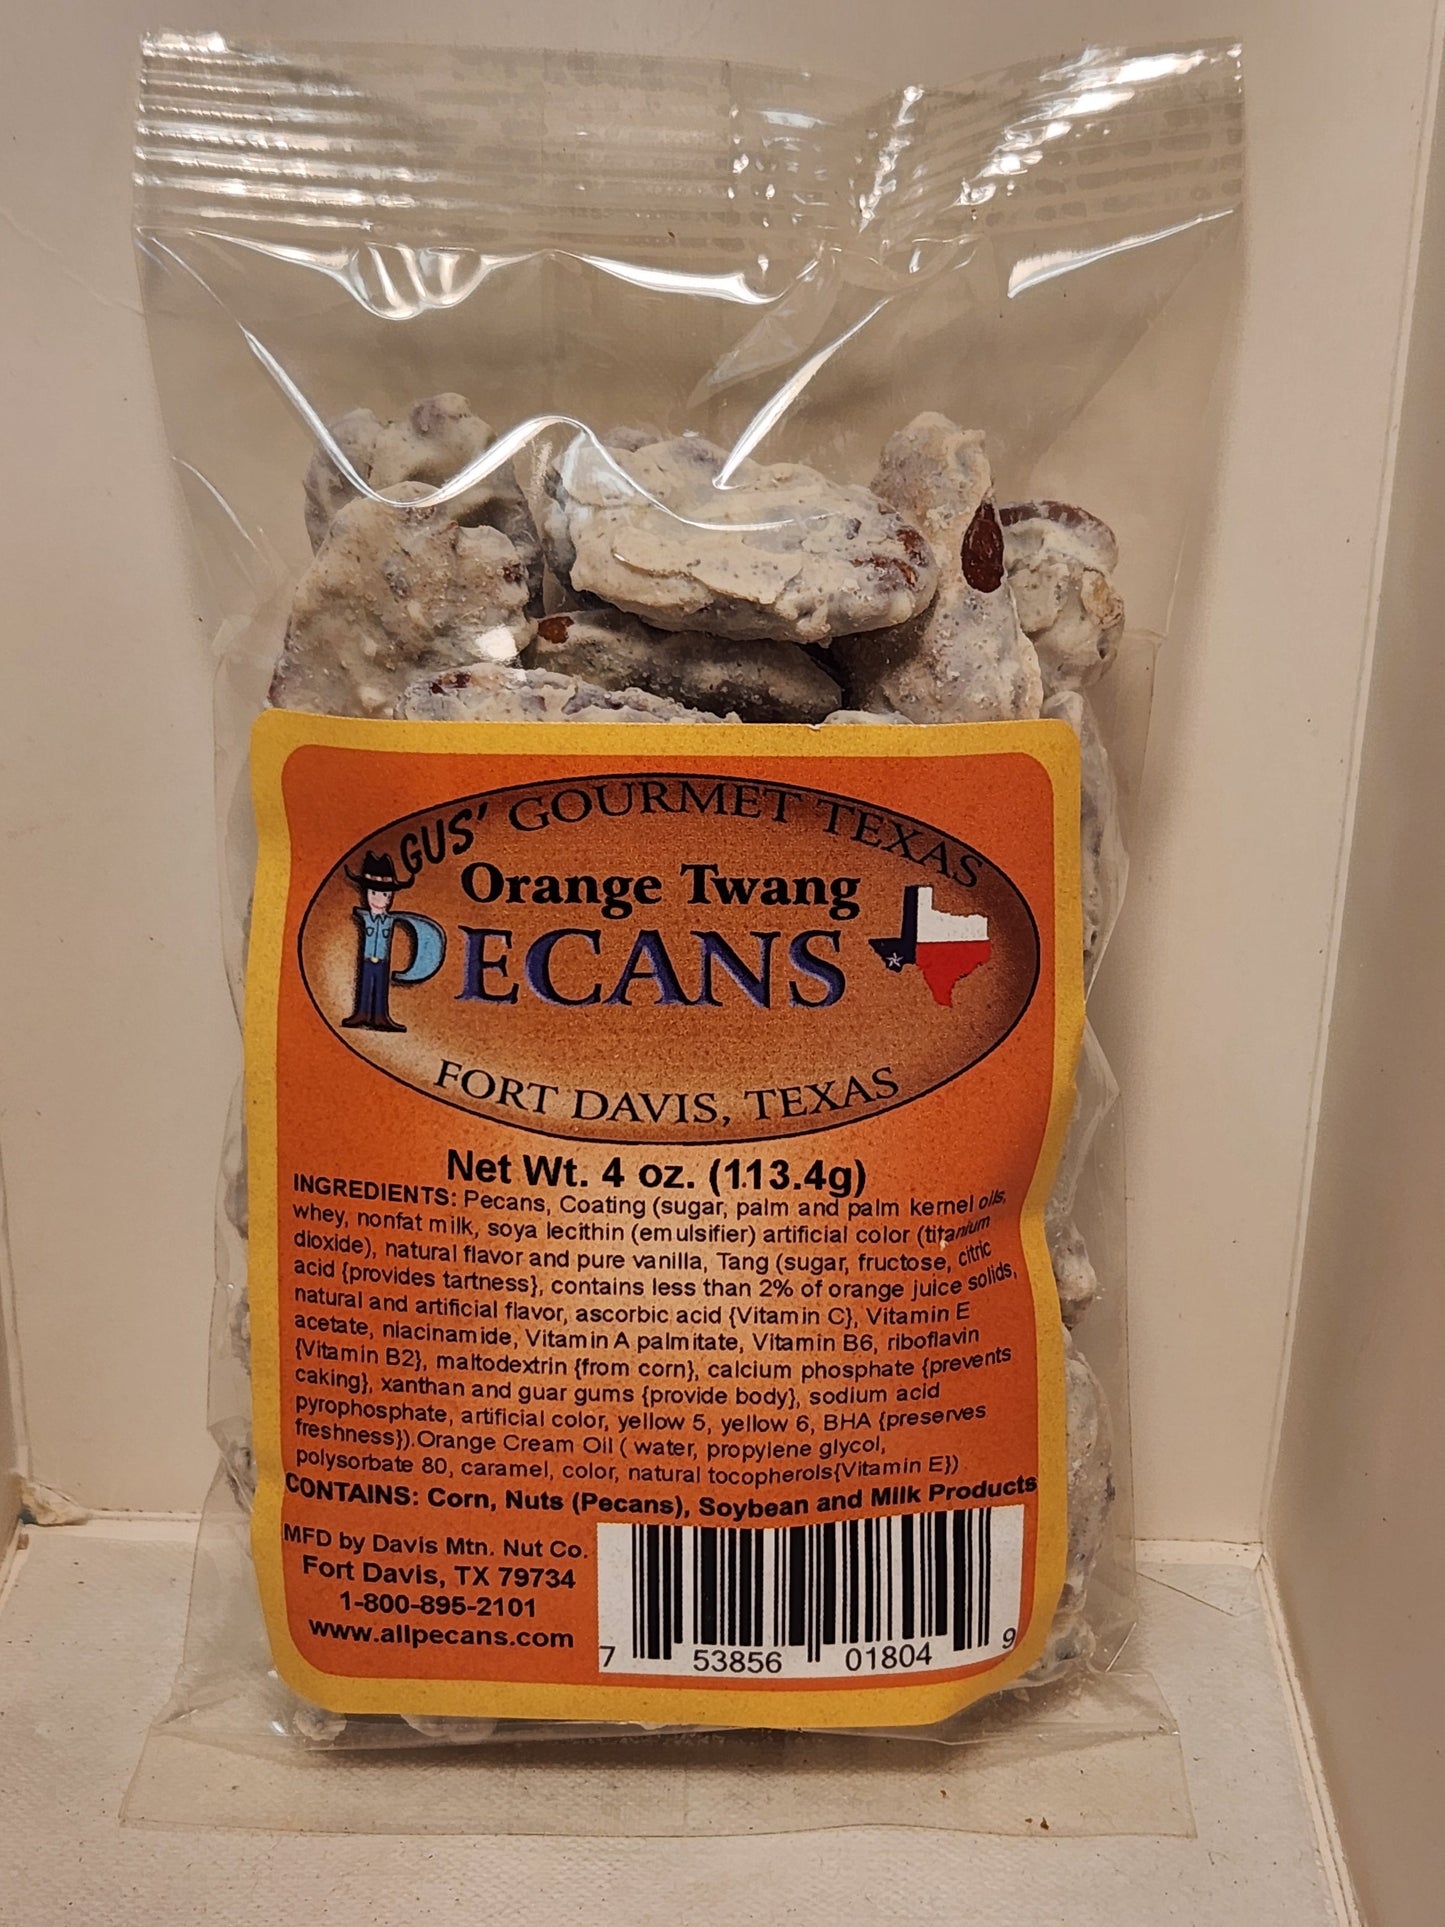 GUS' GOURMET TEXAS
Orange Twang
PECANS
FORT DAVIS, TEXAS
Net Wt. 4 oz. (113.4g)
INGREDIENTS: Pecans, Coating (sugar, palm and palm kernel oils,
whey, nonfat milk, soya lecithin (emulsifier) artificial color (titanium
dioxide), natural flavor and pure vanilla, Tang (sugar, fructose, citric
acid {provides tartness}, contains less than 2% of orange juice solids,
natural and artificial flavor, ascorbic acid {Vitamin C}, Vitamin E
acetate, niacinamide, Vitamin A palmitate, Vitamin B6, riboflavin
{Vitamin B2}, maltodextrin {from corn}, calcium phosphate {prevents
caking}, xanthan and guar gums {provide body}, sodium acid
pyrophosphate, artificial color, yellow 5, yellow 6, BHA {preserves
freshness}).Orange Cream Oil ( water, propylene glycol,
polysorbate 80, caramel, color, natural tocopherols{Vitamin E})
CONTAINS: Corn, Nuts (Pecans), Soybean and Milk Products
MFD by Davis Mtn. Nut Co.
Fort Davis, TX 79734
1-800-895-2101
www.allpecans.com
7 53856 01804 9